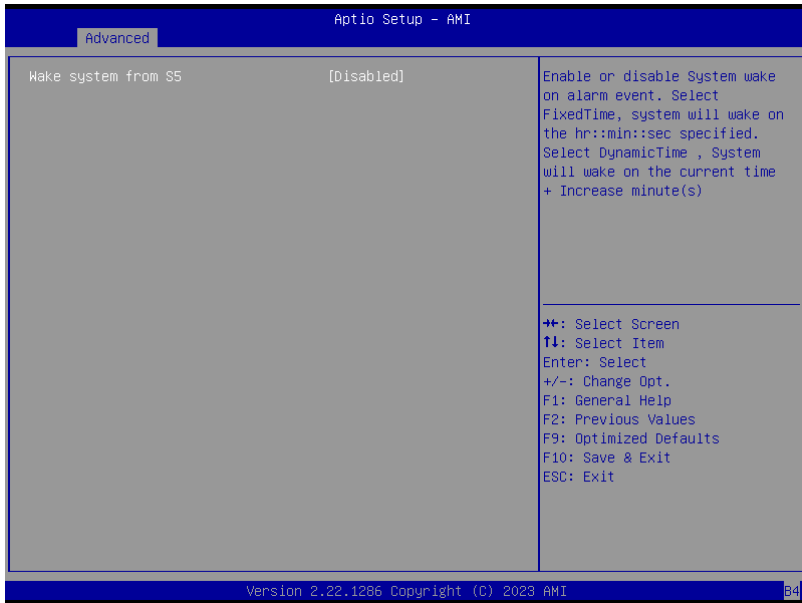 Aptio Setup - AMI
Advanced
Wake system from S5 [Disabled]
Enable or disable System wake
on alarm event. Select
FixedTime, system will wake on
the hr::min::sec specified.
Select DynamicTime , System
will wake on the current time
+ Increase minute(s)
→←: Select Screen
↑↓: Select Item
Enter: Select
+/-: Change Opt.
F1: General Help
F2: Previous Values
F9: Optimized Defaults
F10: Save & Exit
ESC: Exit
Version 2.22.1286 Copyright (C) 2023 AMI
B4